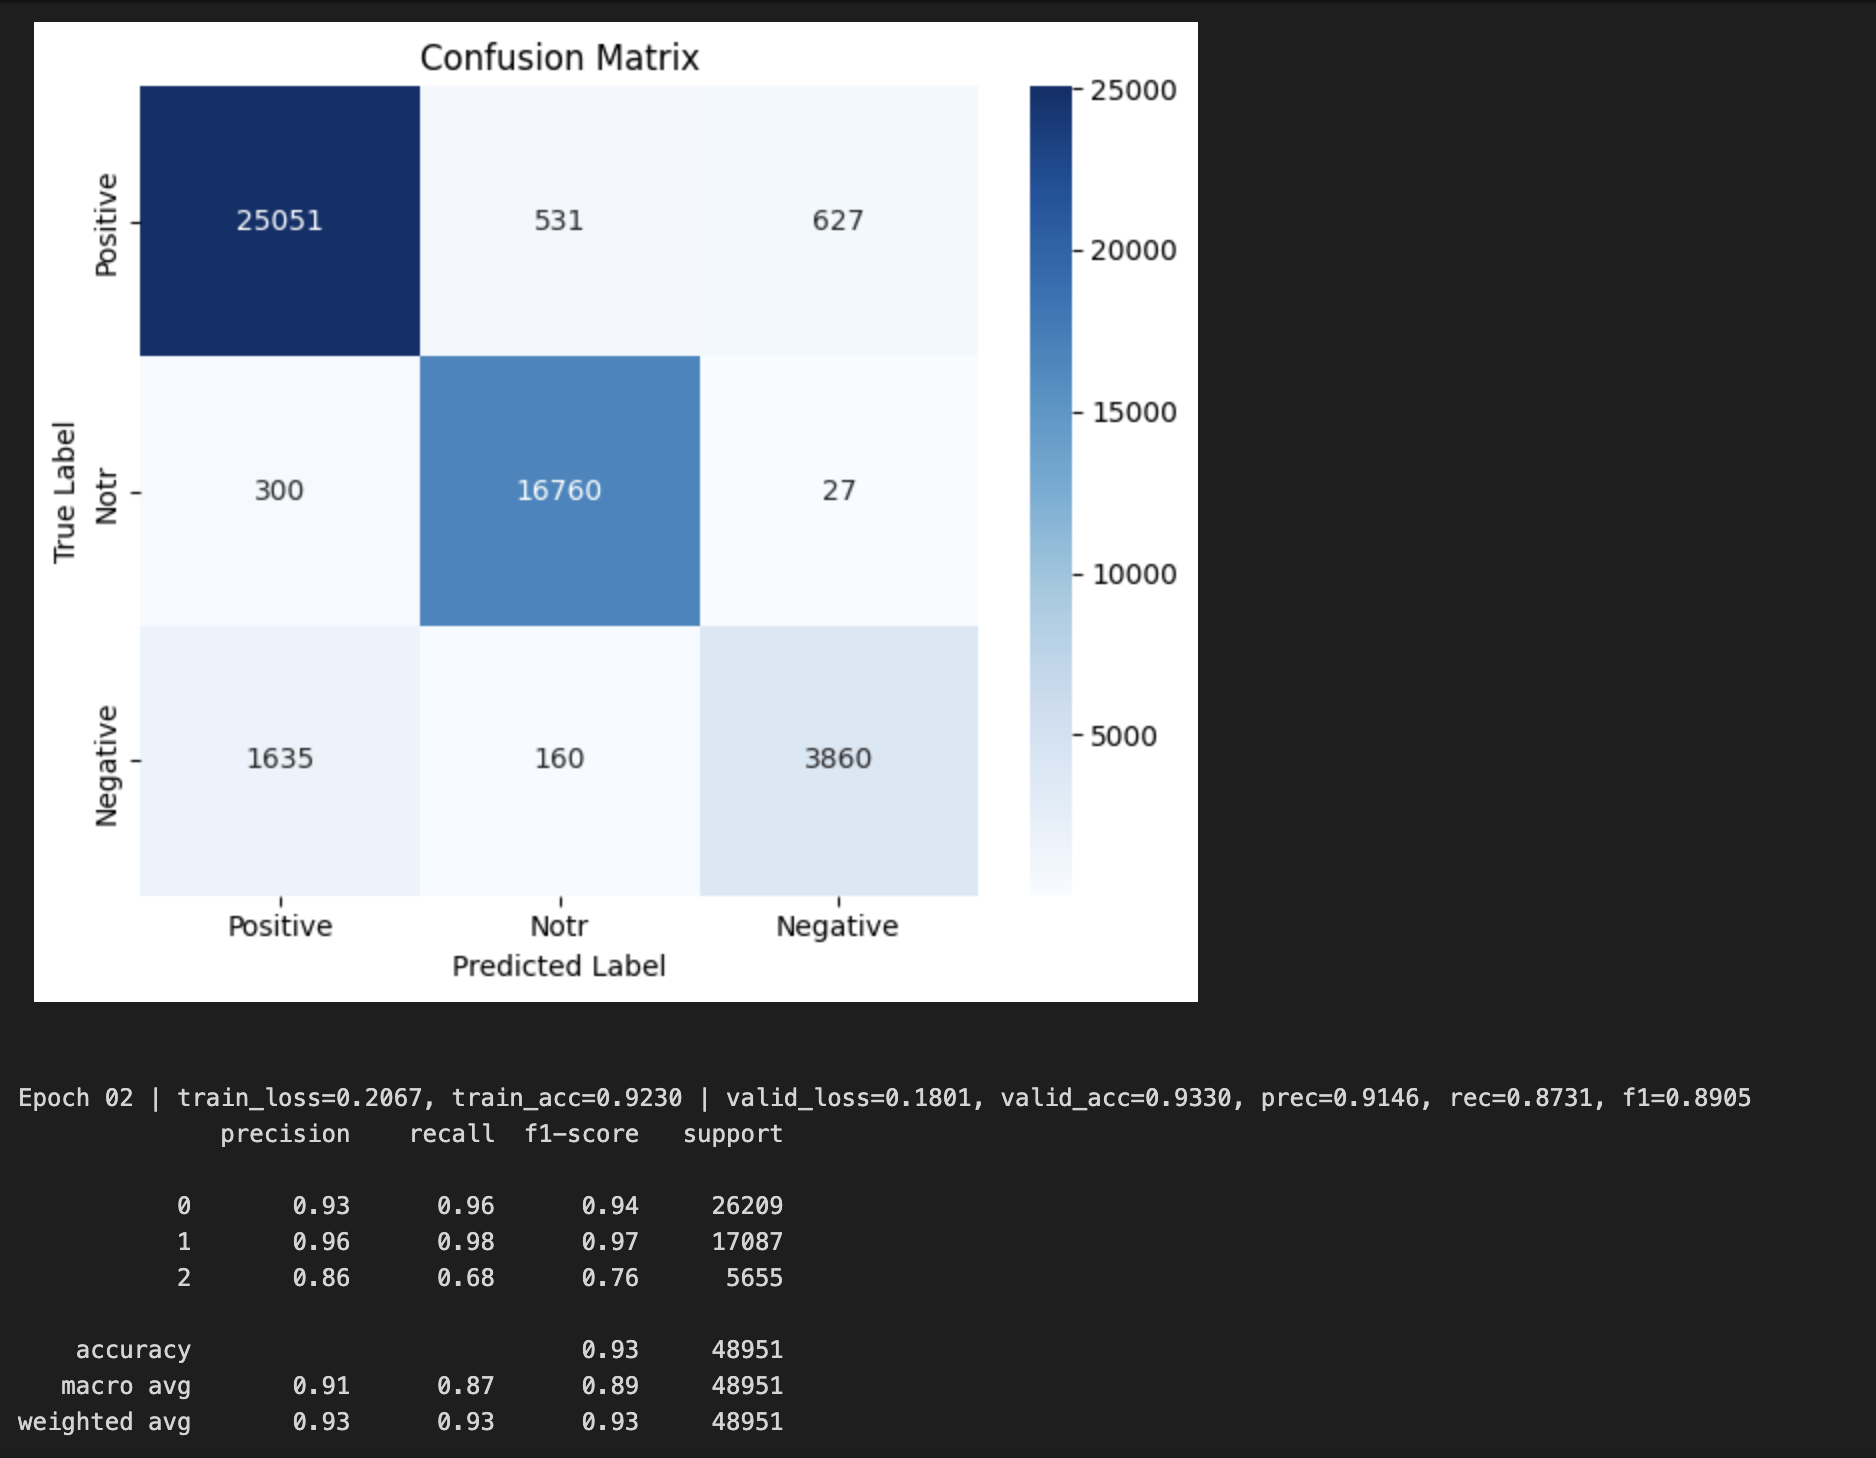 Confusion Matrix
25000
Positive 25051 531 627
20000
15000
True Label
Notr 300 16760 27
10000
5000
Negative 1635 160 3860
Positive Notr Negative
Predicted Label
Epoch 02 | train_loss=0.2067, train_acc=0.9230 | valid_loss=0.1801, valid_acc=0.9330, prec=0.9146, rec=0.8731, f1=0.8905
precision recall f1-score support
0 0.93 0.96 0.94 26209
1 0.96 0.98 0.97 17087
2 0.86 0.68 0.76 5655
accuracy 0.93 48951
macro avg 0.91 0.87 0.89 48951
weighted avg 0.93 0.93 0.93 48951